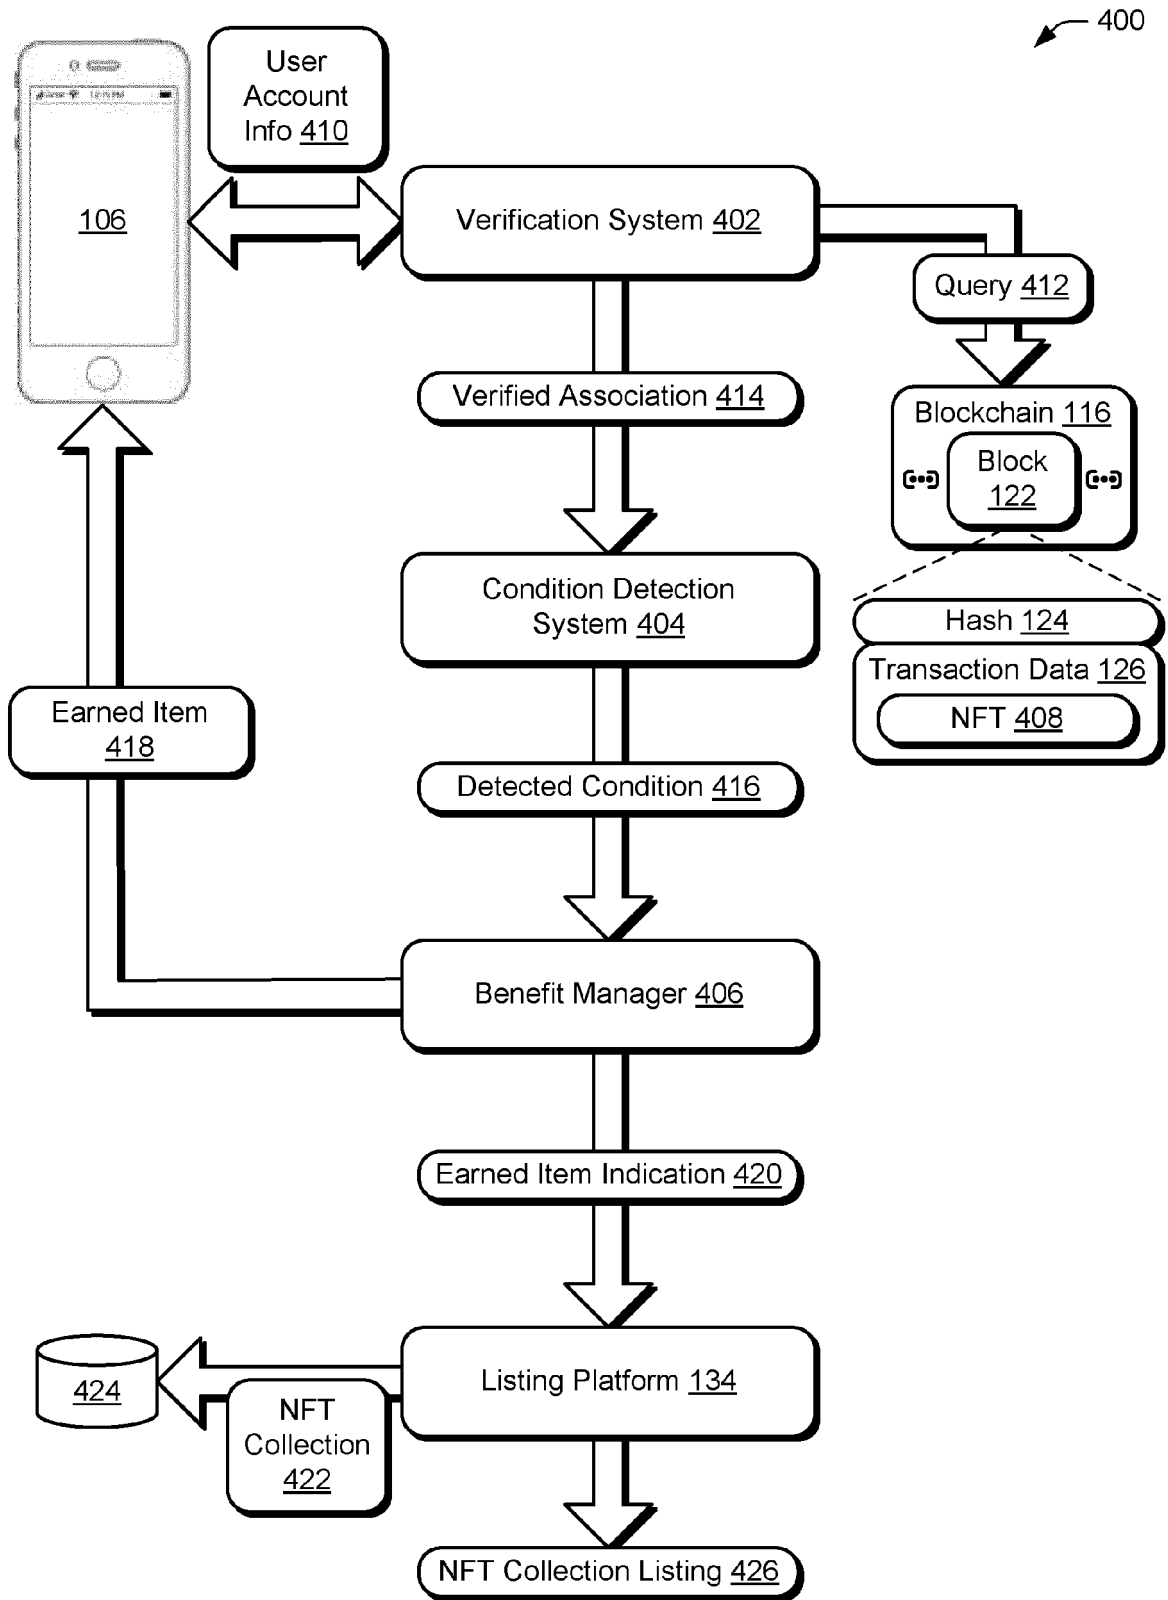 400
User
Account
Info 410
106
Verification System 402
Query 412
Verified Association 414
Blockchain 116
Block
122
Condition Detection
System 404
Hash 124
Transaction Data 126
NFT 408
Earned Item
418
Detected Condition 416
Benefit Manager 406
Earned Item Indication 420
Listing Platform 134
424
NFT
Collection
422
NFT Collection Listing 426